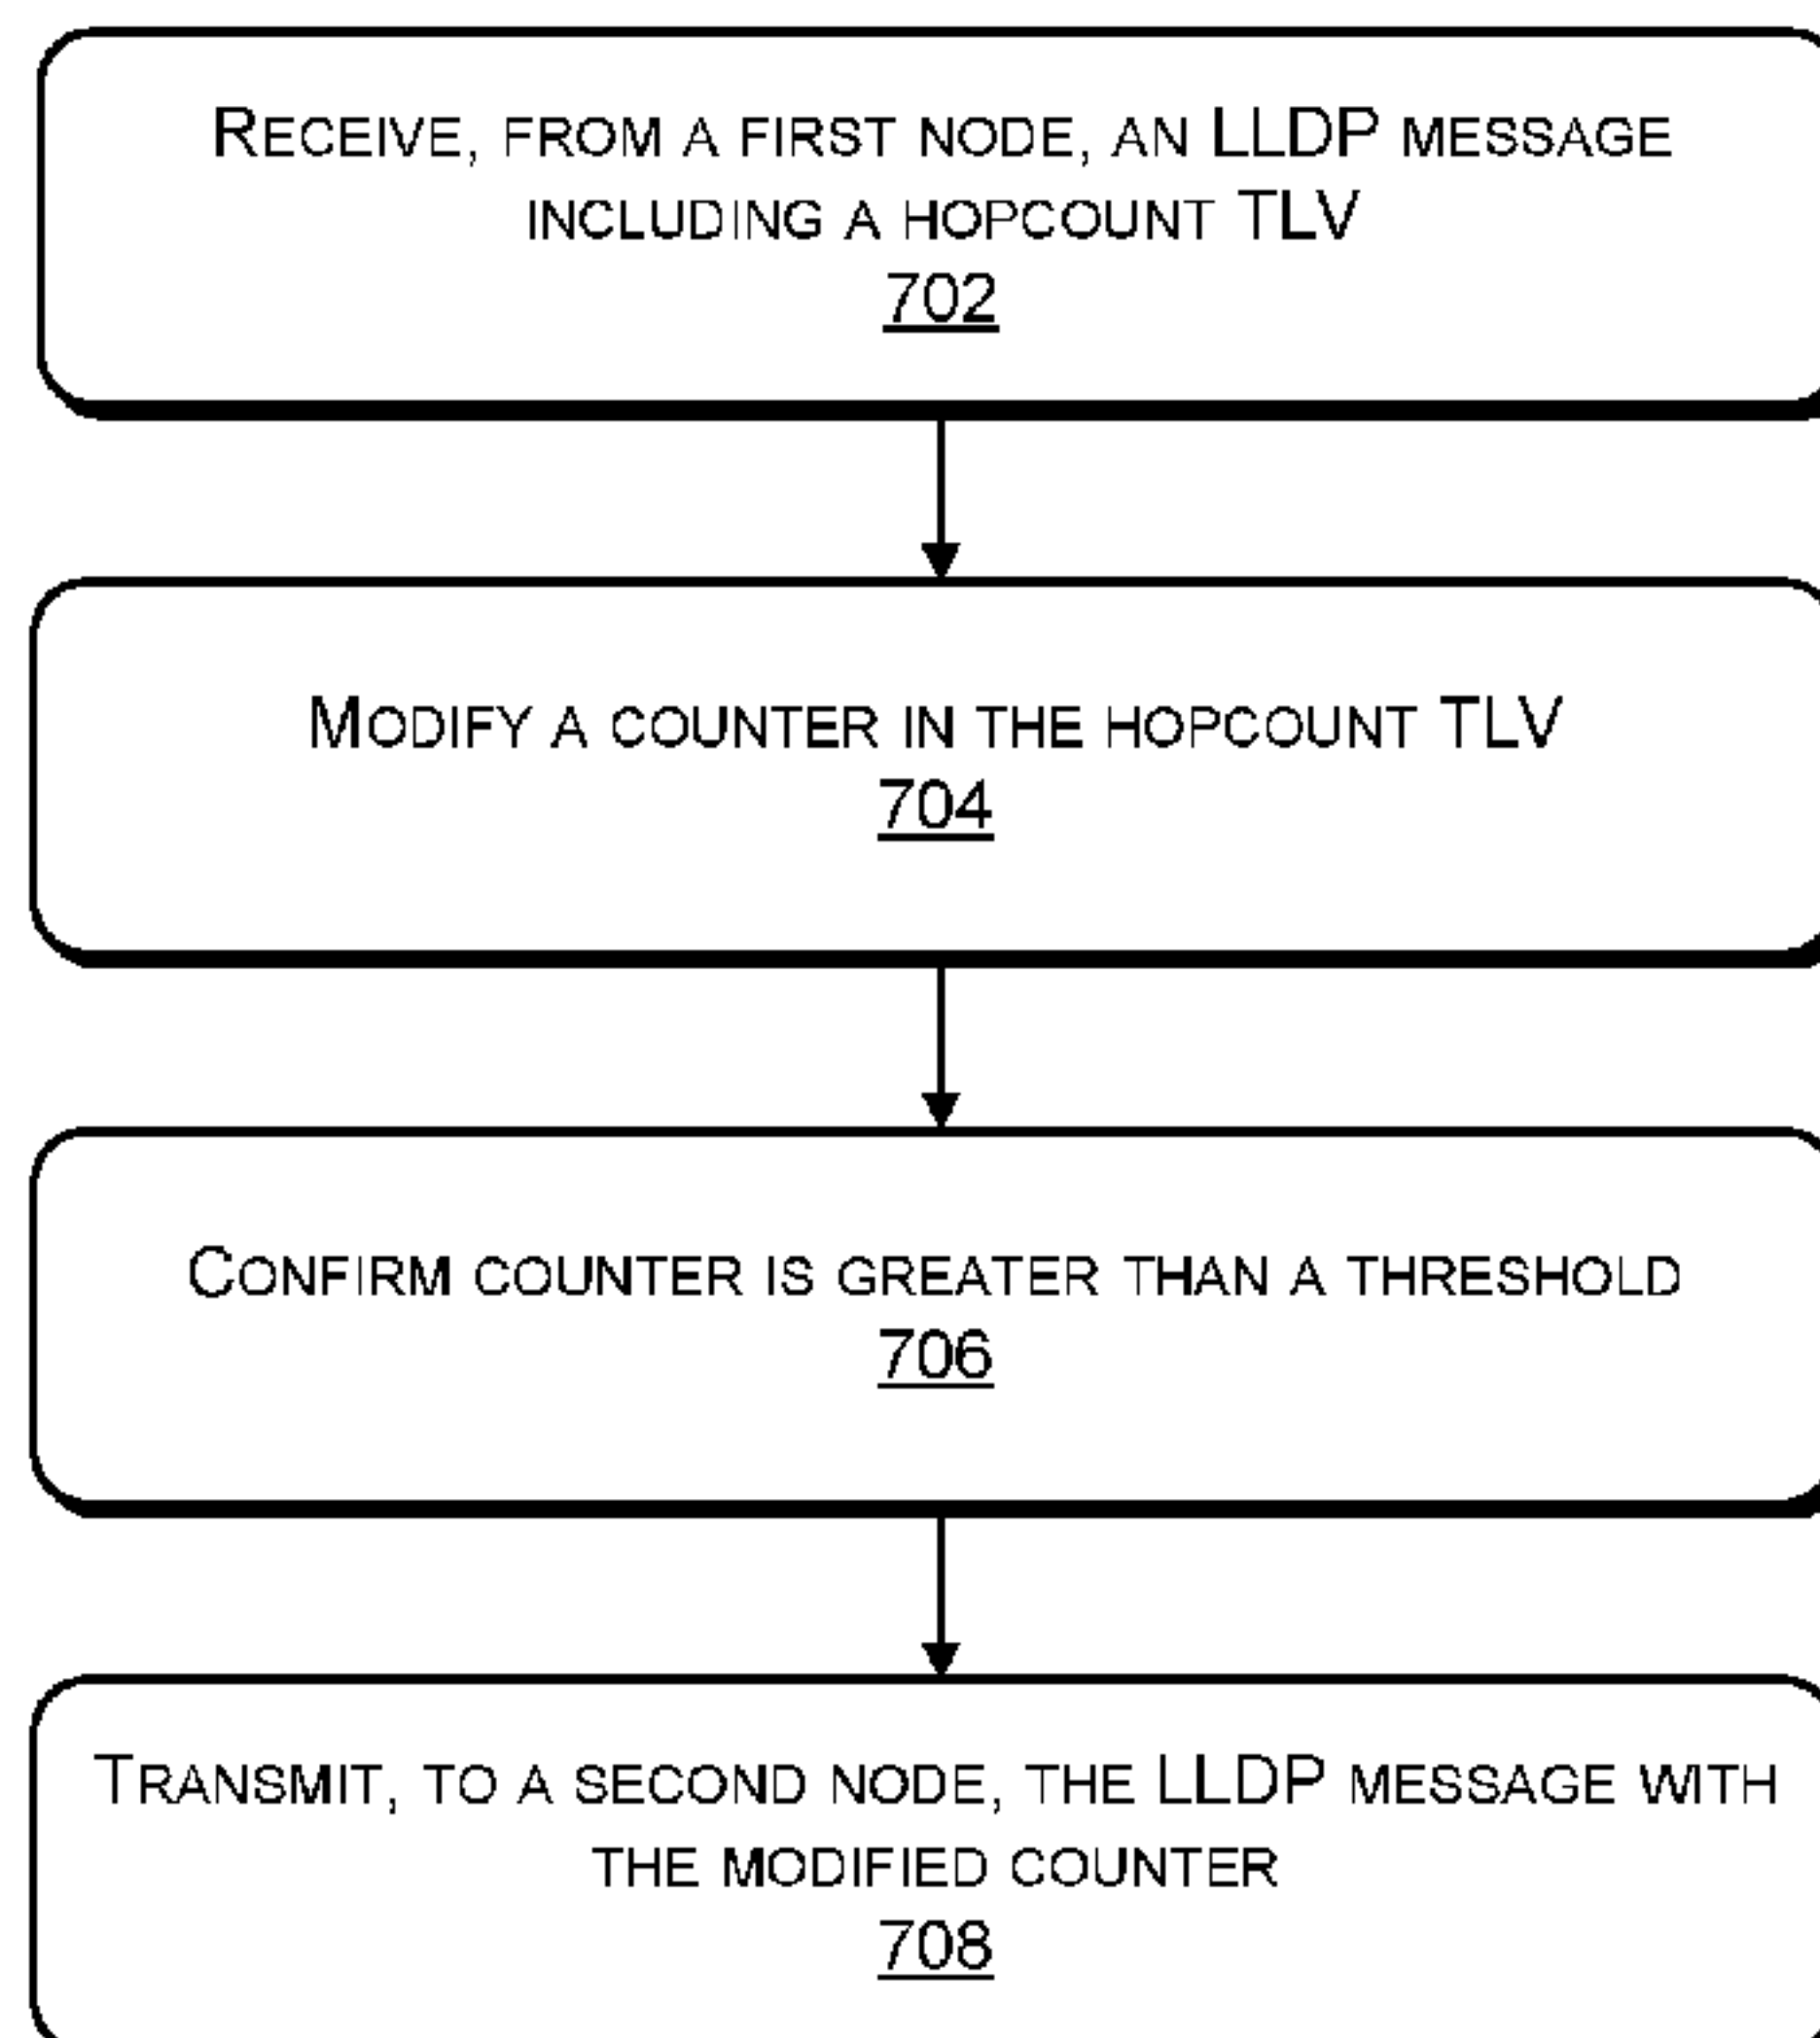 RECEIVE, FROM A FIRST NODE, AN LLDP MESSAGE
INCLUDING A HOPCOUNT TLV
702
MODIFY A COUNTER IN THE HOPCOUNT TLV
704
CONFIRM COUNTER IS GREATER THAN A THRESHOLD
706
TRANSMIT, TO A SECOND NODE, THE LLDP MESSAGE WITH
THE MODIFIED COUNTER
708